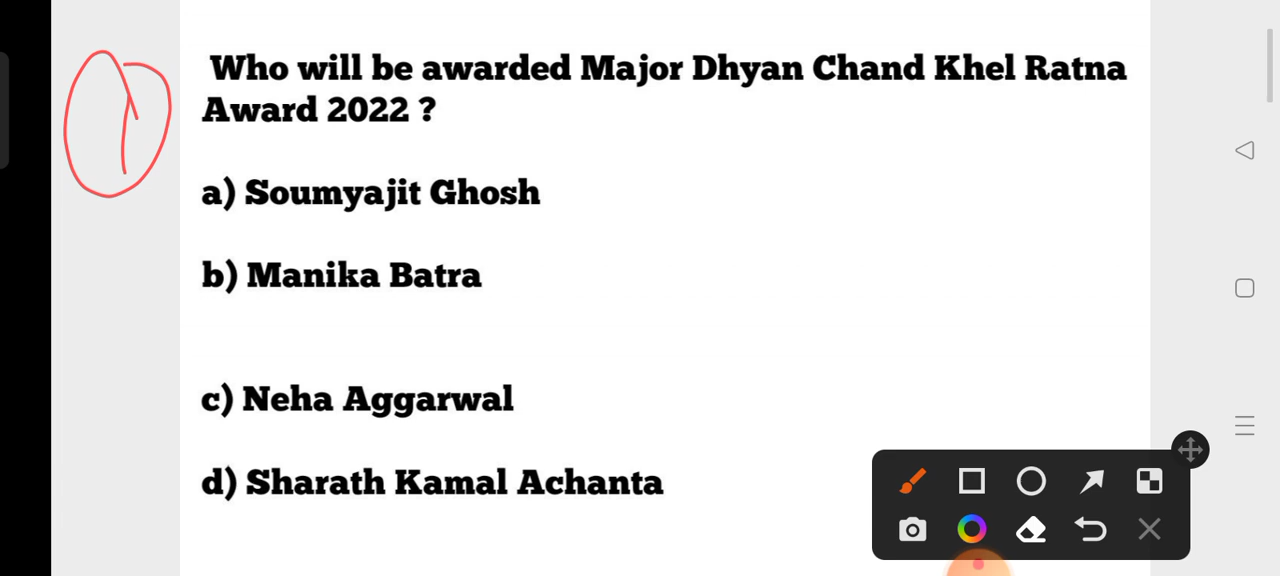 Who will be awarded Major Dhyan Chand Khel Ratna
Award 2022 ?
a) Soumyajit Ghosh
b) Manika Batra
c) Neha Aggarwal
d) Sharath Kamal Achanta